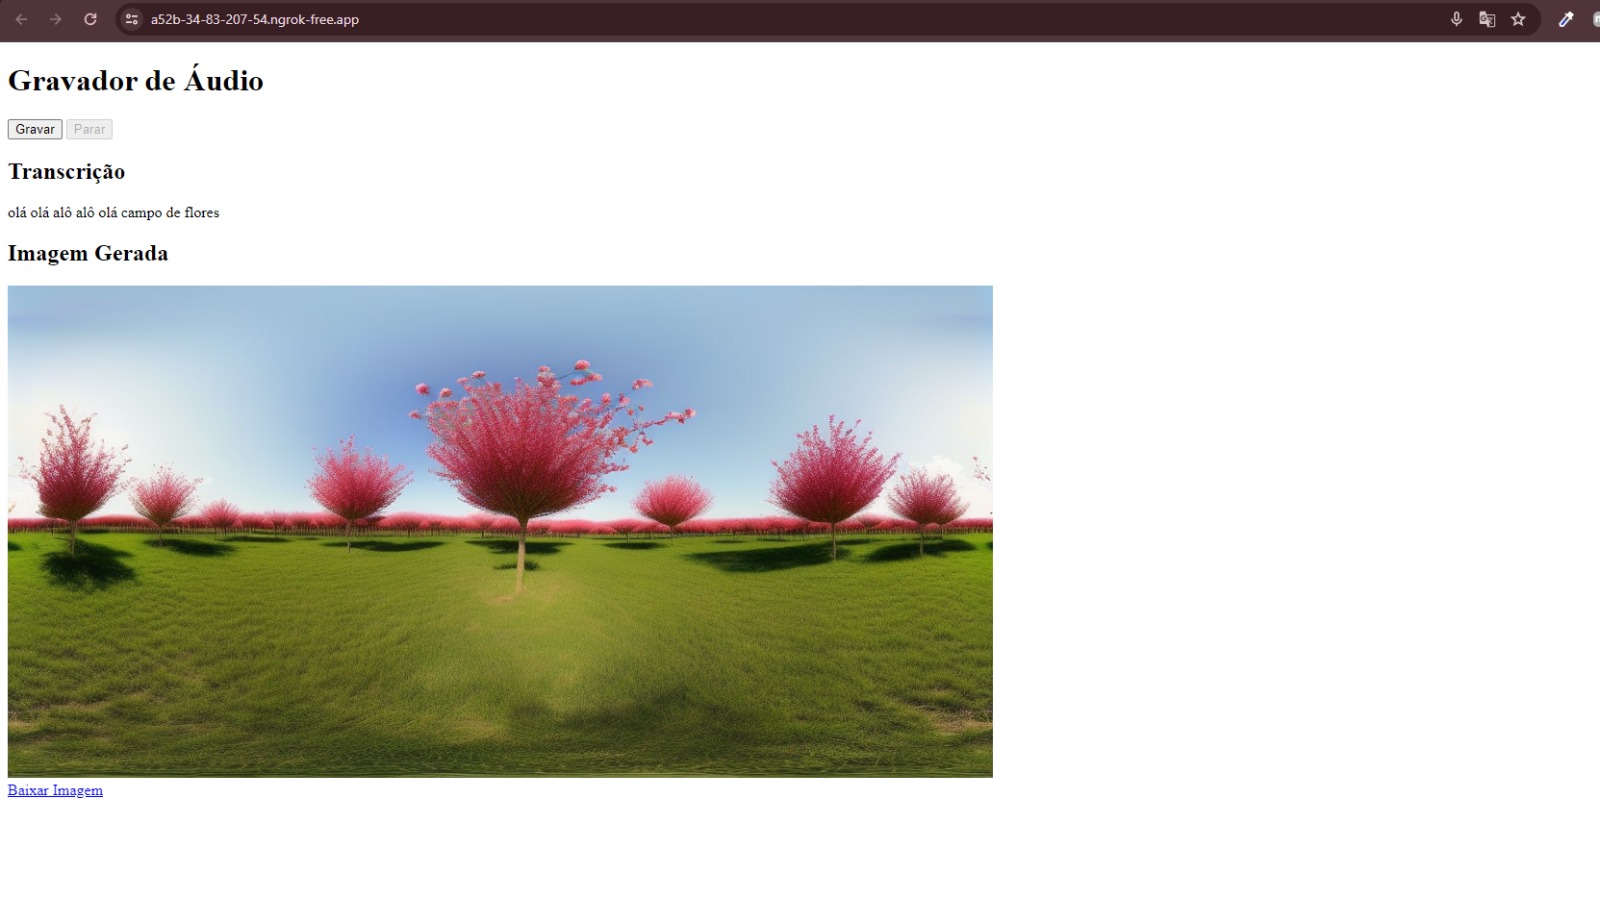 a52b-34-83-207-54.ngrok-free.app
Gravador de Áudio
Gravar Parar
Transcrição
olá olá alô alô olá campo de flores
Imagem Gerada
Baixar Imagem